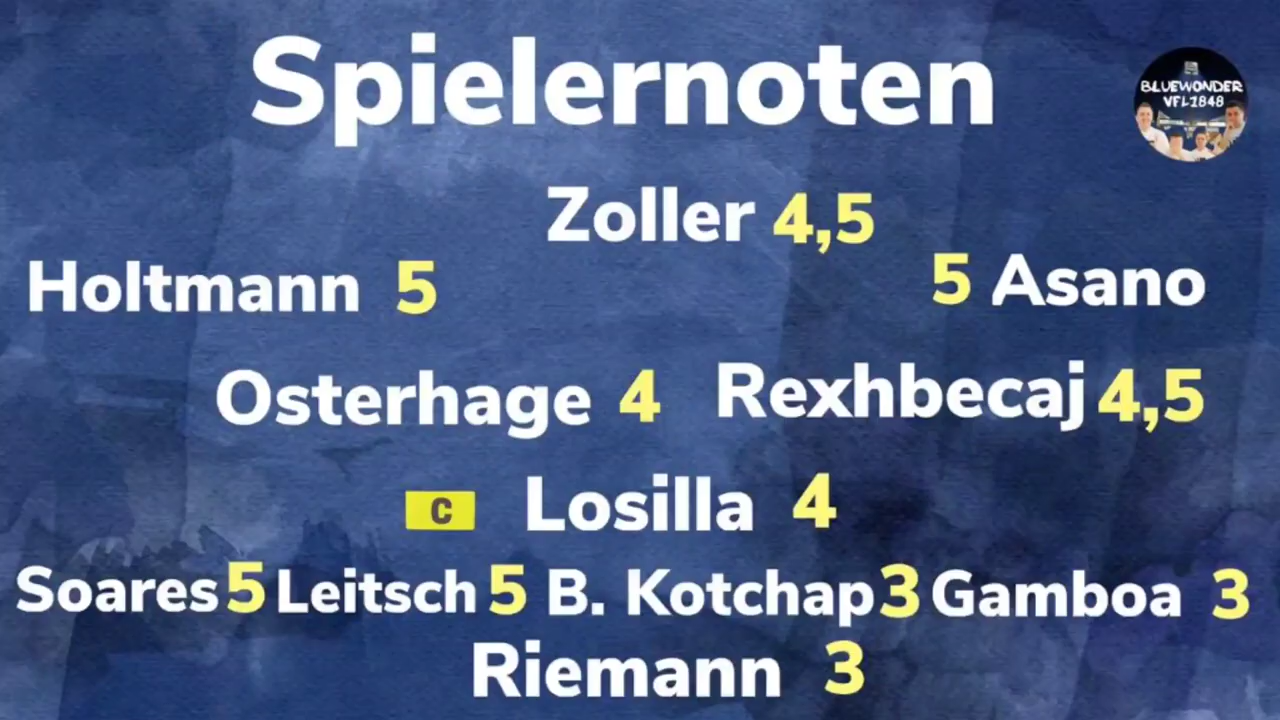 Spielernoten
BLUEWONDER
VFL1848
Zoller 4,5
Holtmann 5
5 Asano
Osterhage 4
Rexhbecaj 4,5
C Losilla 4
Soares 5 Leitsch 5 B. Kotchap 3 Gamboa 3
Riemann 3